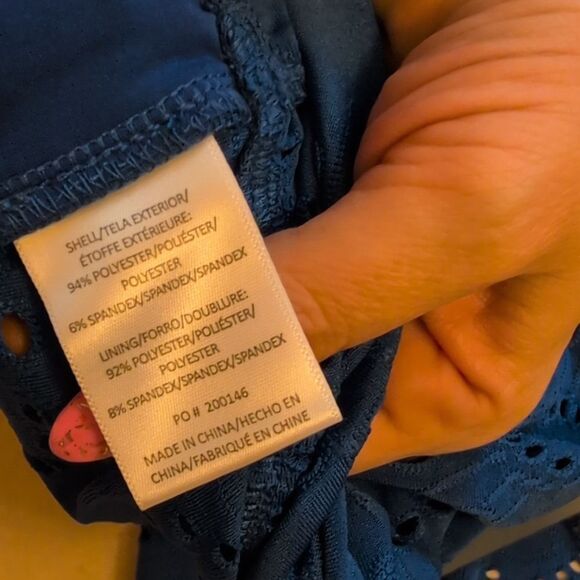 SHELL/TELA EXTERIOR/
ÉTOFFE EXTÉRIEURE:
94% POLYESTER/POLIÉSTER/
POLYESTER
6% SPANDEX/SPANDEX/SPANDEX
LINING/FORRO/DOUBLURE:
92% POLYESTER/POLIÉSTER/
POLYESTER
8% SPANDEX/SPANDEX/SPANDEX
PO # 200146
MADE IN CHINA/HECHO EN
CHINA/FABRIQUÉ EN CHINE